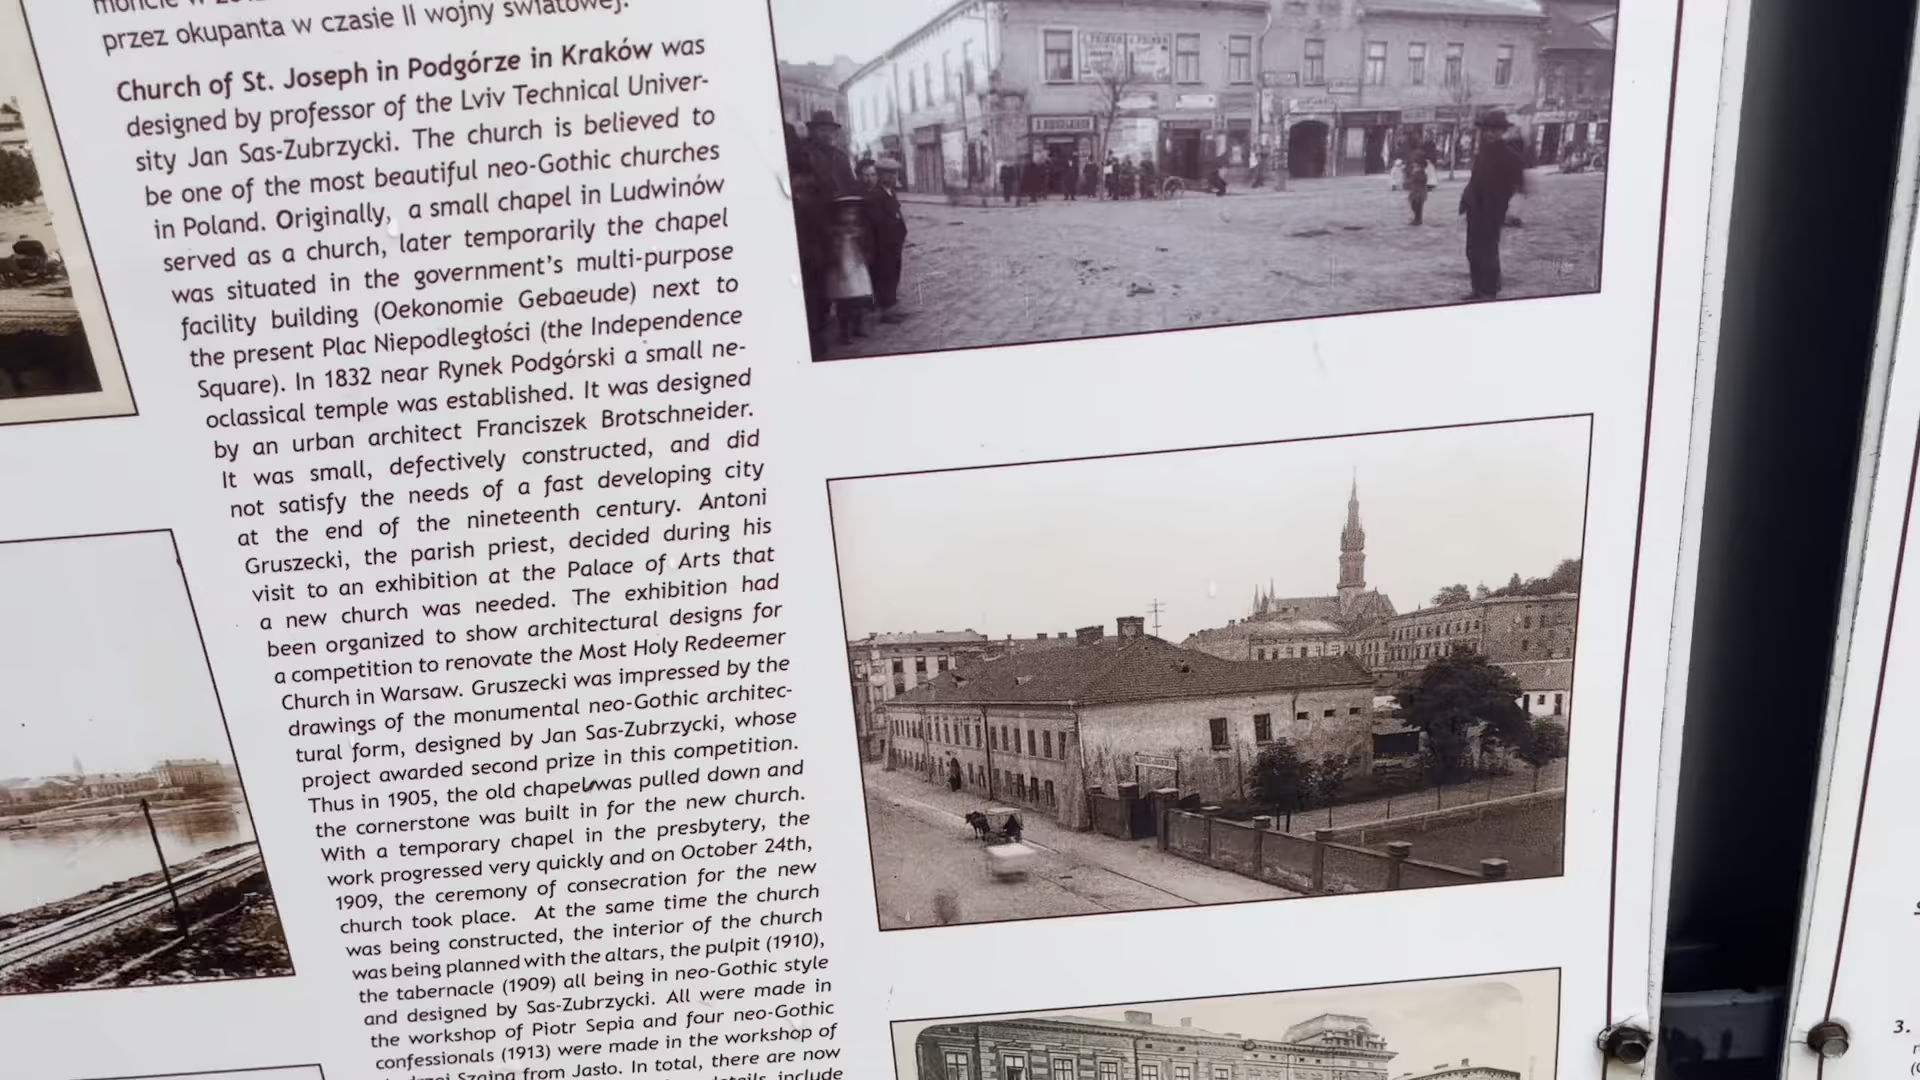 przez okupanta w czasie II wojny światowej.
Church of St. Joseph in Podgórze in Kraków was
designed by professor of the Lviv Technical Univer-
sity Jan Sas-Zubrzycki. The church is believed to
be one of the most beautiful neo-Gothic churches
in Poland. Originally, a small chapel in Ludwinów
served as a church, later temporarily the chapel
was situated in the government's multi-purpose
facility building (Oekonomie Gebaeude) next to
the present Plac Niepodległości (the Independence
Square). In 1832 near Rynek Podgórski a small ne-
oclassical temple was established. It was designed
by an urban architect Franciszek Brotschneider.
It was small, defectively constructed, and did
not satisfy the needs of a fast developing city
at the end of the nineteenth century. Antoni
Gruszecki, the parish priest, decided during his
visit to an exhibition at the Palace of Arts that
a new church was needed. The exhibition had
been organized to show architectural designs for
a competition to renovate the Most Holy Redeemer
Church in Warsaw. Gruszecki was impressed by the
drawings of the monumental neo-Gothic architec-
tural form, designed by Jan Sas-Zubrzycki, whose
project awarded second prize in this competition.
Thus in 1905, the old chapel was pulled down and
the cornerstone was built in for the new church.
With a temporary chapel in the presbytery, the
work progressed very quickly and on October 24th,
1909, the ceremony of consecration for the new
church took place. At the same time the church
was being constructed, the interior of the church
was being planned with the altars, the pulpit (1910),
the tabernacle (1909) all being in neo-Gothic style
and designed by Sas-Zubrzycki. All were made in
the workshop of Piotr Sepia and four neo-Gothic
confessionals (1913) were made in the workshop of
Szajna from Jasło. In total, there are now
details include
3.